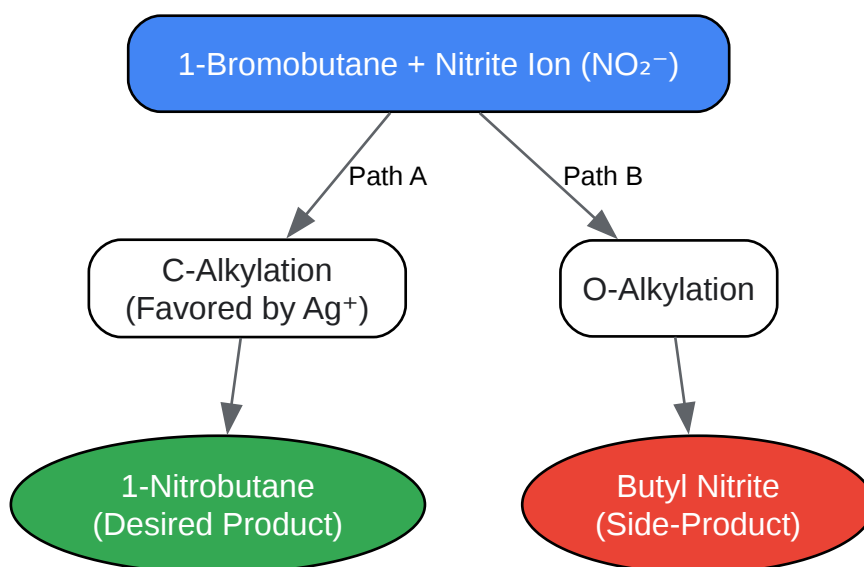 1-Bromobutane + Nitrite Ion (NO₂⁻)
Path A
Path B
C-Alkylation
(Favored by Ag⁺)
O-Alkylation
1-Nitrobutane
(Desired Product)
Butyl Nitrite
(Side-Product)